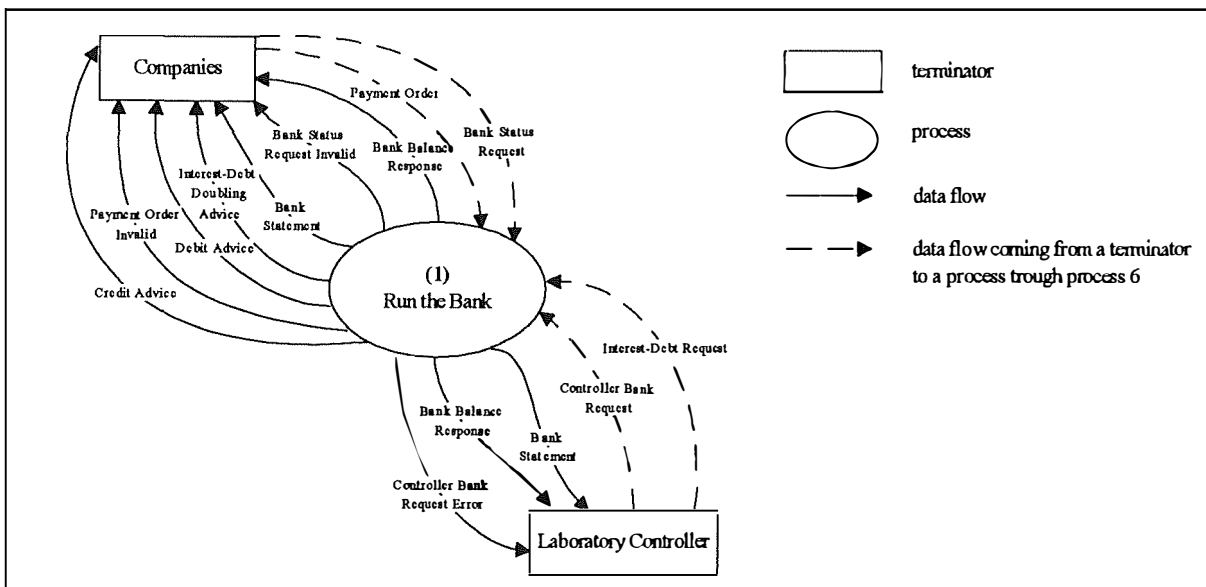 Companies
Payment Order
Bank Status
Request
Bank Status
Request Invalid
Bank Balance
Response
Interest-Debt
Doubling
Advice
Bank
Statement
Payment Order
Invalid
Debit Advice
Credit Advice
(1)
Run the Bank
Interest-Debt Request
Controller Bank
Request
Bank Balance
Response
Bank
Statement
Controller Bank
Request Error
Laboratory Controller
terminator
process
data flow
data flow coming from a terminator
to a process trough process 6